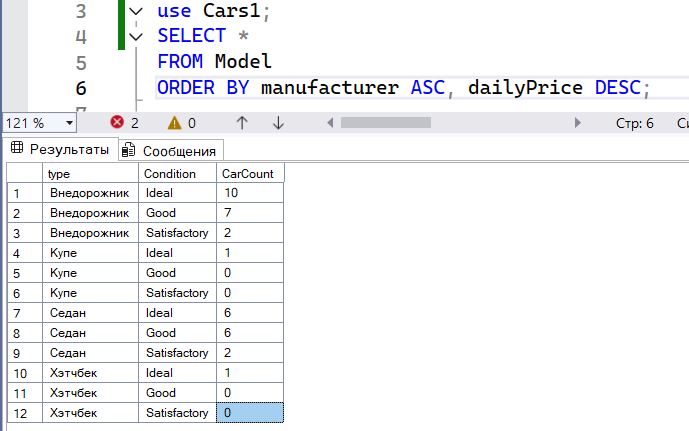 3 use Cars1;
4 SELECT *
5 FROM Model
6 ORDER BY manufacturer ASC, dailyPrice DESC;
121 % 2 0 Стр: 6
Результаты Сообщения
type Condition CarCount
1 Внедорожник Ideal 10
2 Внедорожник Good 7
3 Внедорожник Satisfactory 2
4 Купе Ideal 1
5 Купе Good 0
6 Купе Satisfactory 0
7 Седан Ideal 6
8 Седан Good 6
9 Седан Satisfactory 2
10 Хэтчбек Ideal 1
11 Хэтчбек Good 0
12 Хэтчбек Satisfactory 0